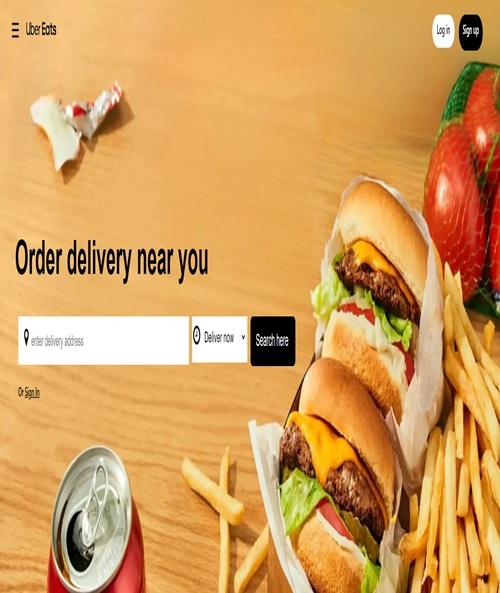 Uber Eats
Log in
Sign up
Order delivery near you
enter delivery address
Deliver now
Search here
Or Sign In